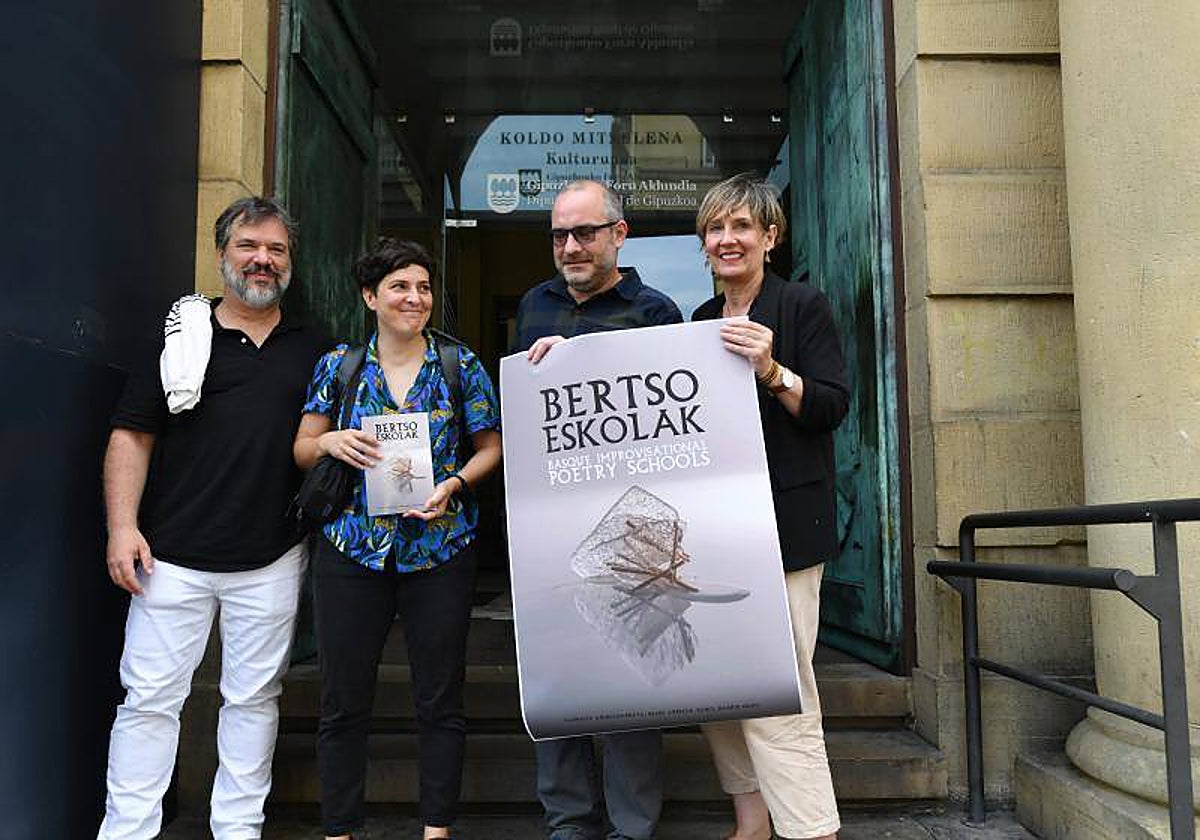 KOLDO MITXELENA
Kulturunea
Gipuzkoako Foru Aldundia
Diputación Foral de Gipuzkoa
BERTSO
ESKOLAK
BERTSO
ESKOLAK
BASQUE IMPROVISATIONAL
POETRY SCHOOLS